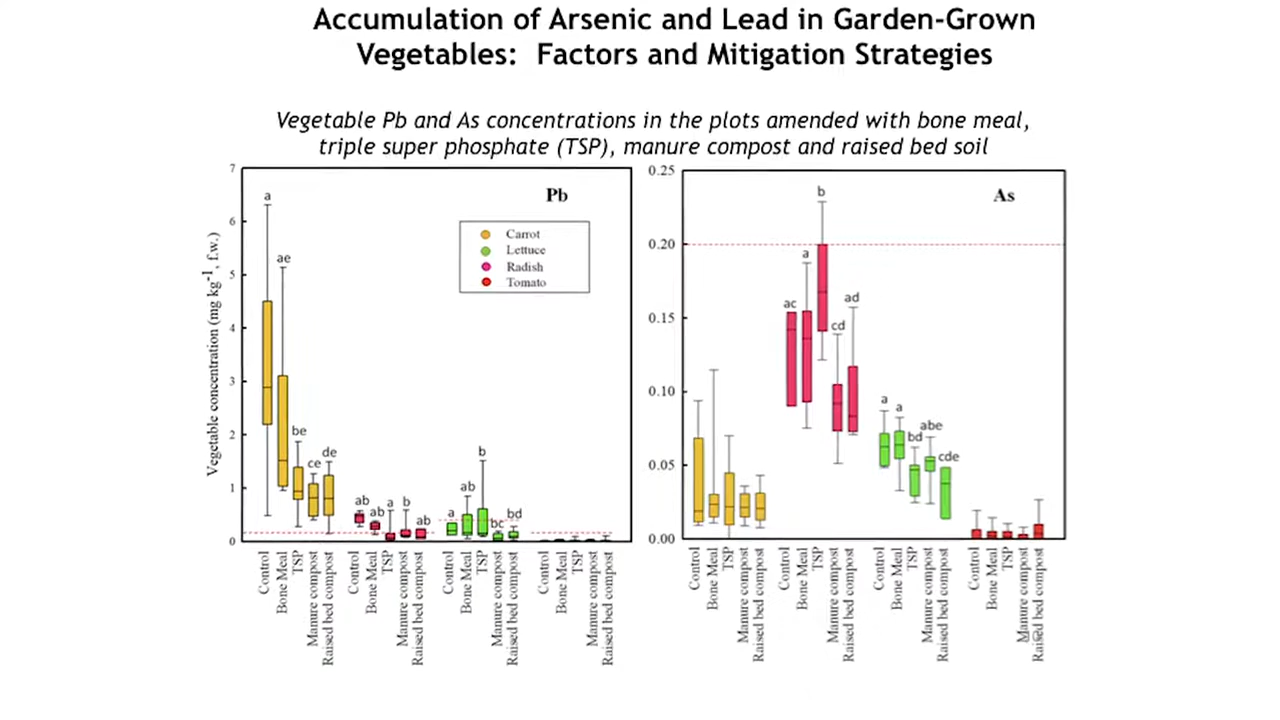 Accumulation of Arsenic and Lead in Garden-Grown
Vegetables: Factors and Mitigation Strategies
Vegetable Pb and As concentrations in the plots amended with bone meal,
triple super phosphate (TSP), manure compost and raised bed soil
Vegetable concentration (mg kg-1, f.w.)
7
6
5
4
3
2
1
0
Pb
Carrot
Lettuce
Radish
Tomato
a
ae
be
ce
de
ab
ab
a
b
ab
a
ab
b
bc
bd
Control
Bone Meal
TSP
Manure compost
Raised bed compost
Control
Bone Meal
TSP
Manure compost
Raised bed compost
Control
Bone Meal
TSP
Manure compost
Raised bed compost
Control
Bone Meal
TSP
Manure compost
Raised bed compost
0.25
0.20
0.15
0.10
0.05
0.00
As
ac
a
b
cd
ad
a
a
bd
abe
cde
Control
Bone Meal
TSP
Manure compost
Raised bed compost
Control
Bone Meal
TSP
Manure compost
Raised bed compost
Control
Bone Meal
TSP
Manure compost
Raised bed compost
Control
Bone Meal
TSP
Manure compost
Raised bed compost